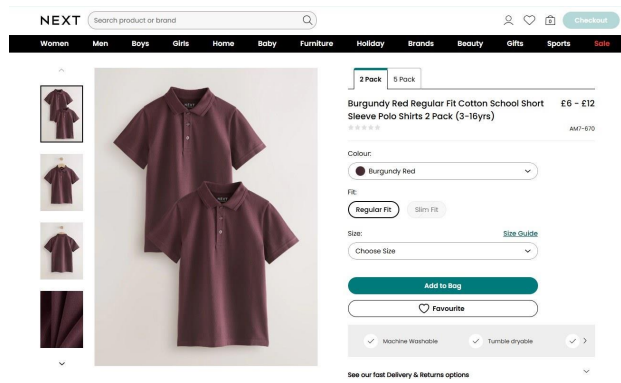 NEXT
Search product or brand
0
Checkout
Women Men Boys Girls Home Baby Furniture Holiday Brands Beauty Gifts Sports Sale
2 Pack 5 Pack
Burgundy Red Regular Fit Cotton School Short £6 - £12
Sleeve Polo Shirts 2 Pack (3-16yrs)
AM7-670
Colour:
Burgundy Red
Fit:
Regular Fit Slim Fit
Size: Size Guide
Choose Size
Add to Bag
Favourite
Machine Washable Tumble dryable
See our fast Delivery & Returns options
NEXT
NEXT